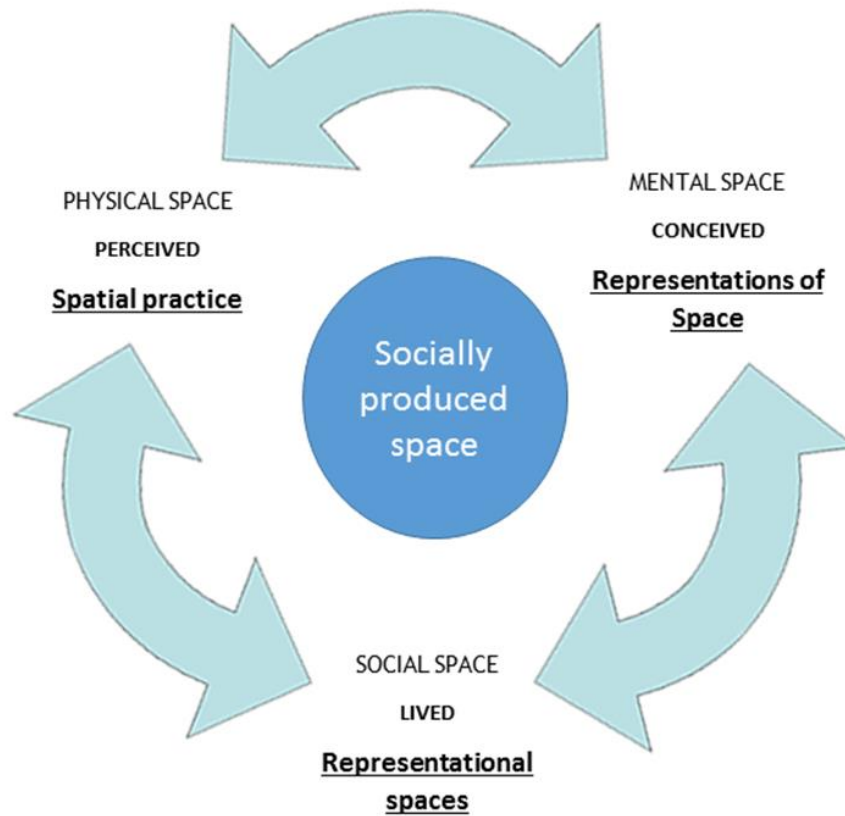 PHYSICAL SPACE
PERCEIVED
Spatial practice
MENTAL SPACE
CONCEIVED
Representations of
Space
Socially
produced
space
SOCIAL SPACE
LIVED
Representational
spaces